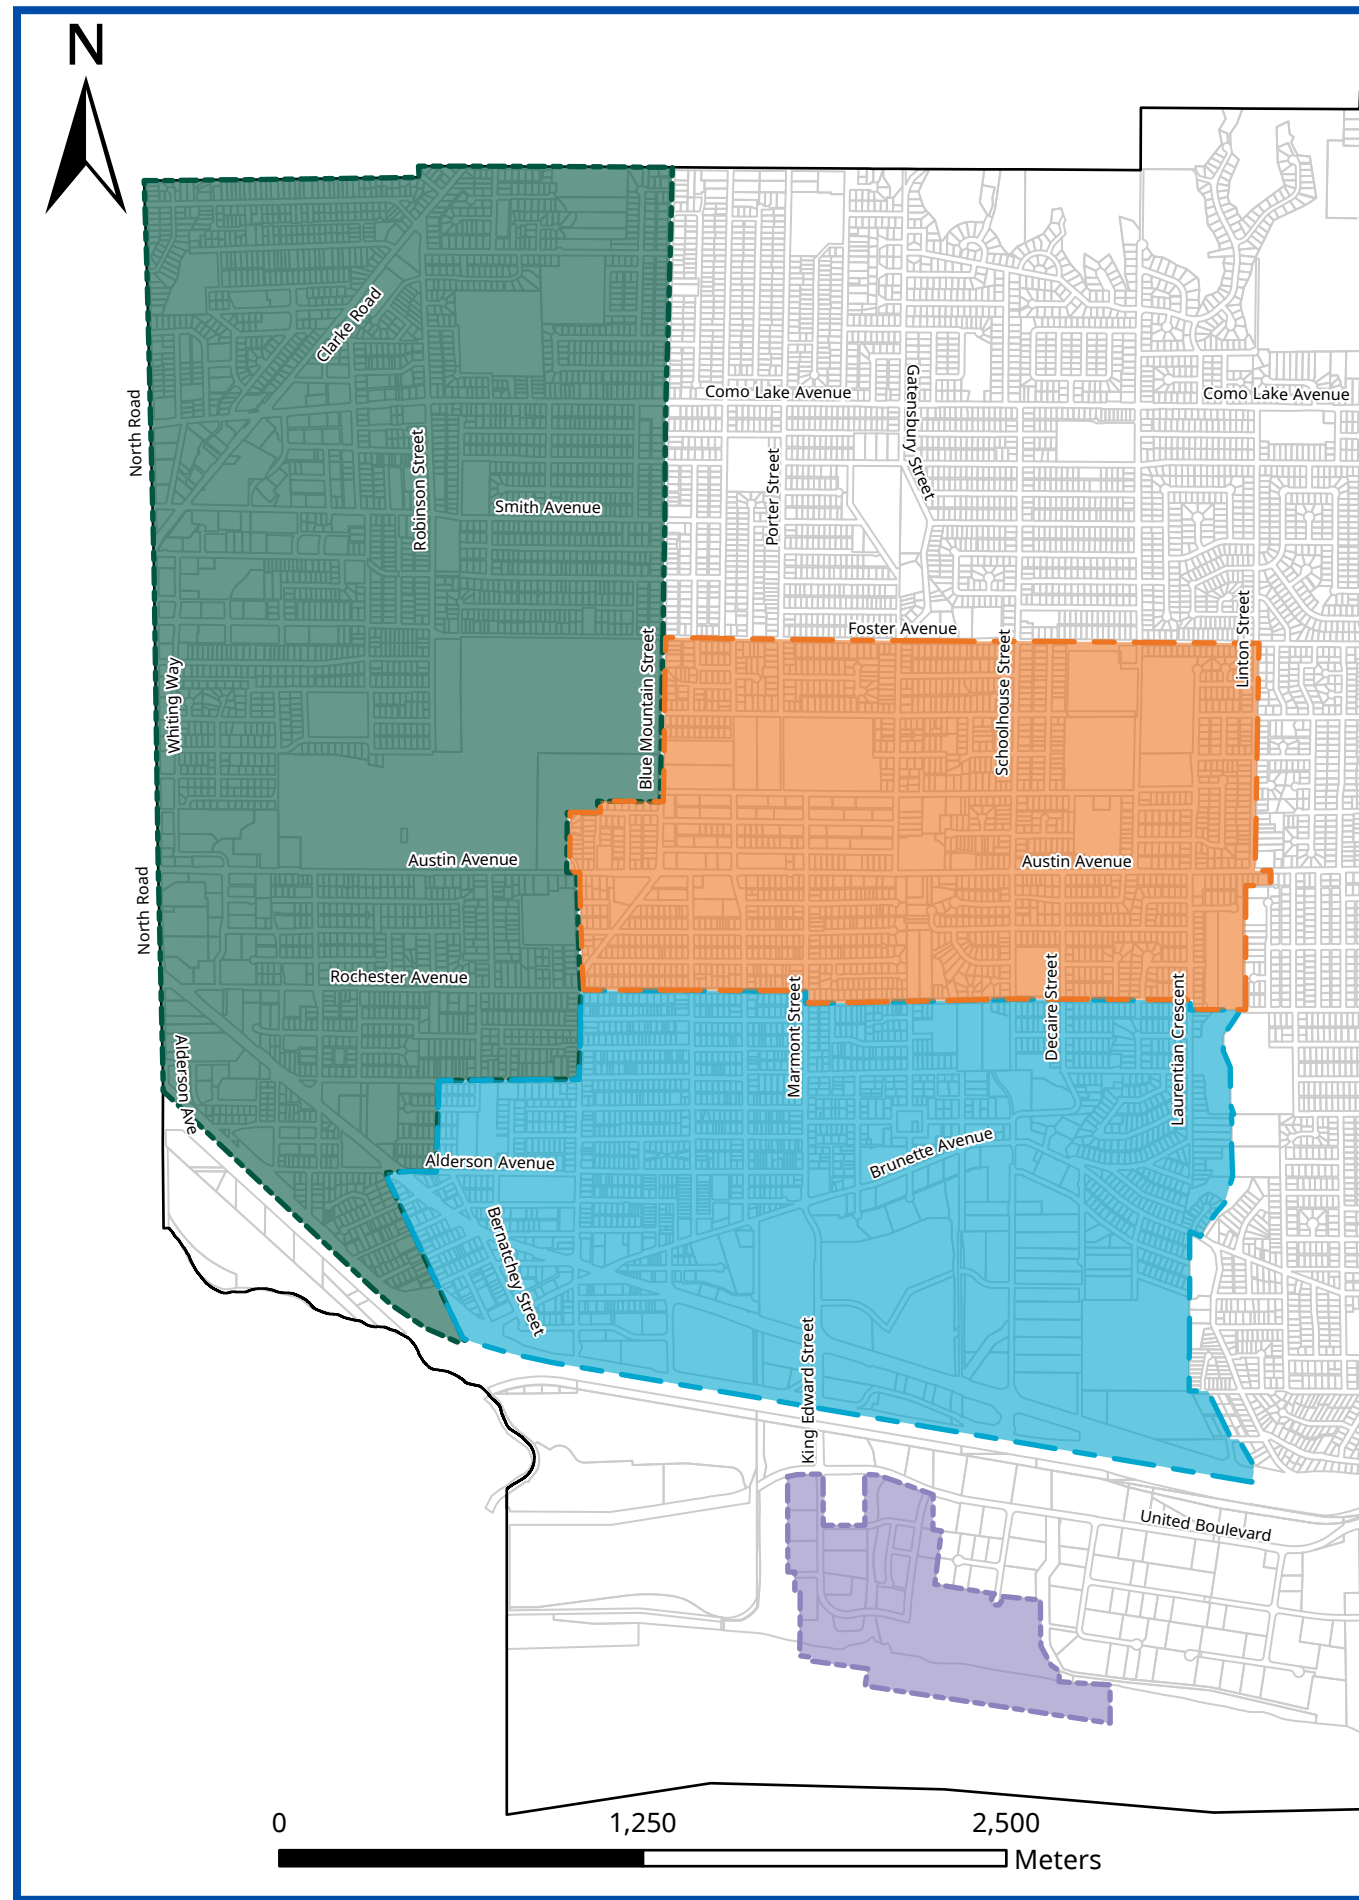 N
Clarke Road
North Road
Como Lake Avenue
Gatensbury Street
Como Lake Avenue
Robinson Street
Porter Street
Smith Avenue
Foster Avenue
Linton Street
Blue Mountain Street
Schoolhouse Street
Whiting Way
Austin Avenue
Austin Avenue
North Road
Rochester Avenue
Marmont Street
Decaire Street
Laurentian Crescent
Alderson Ave
Brunette Avenue
Alderson Avenue
Bernatchey Street
King Edward Street
United Boulevard
0 1,250 2,500
Meters